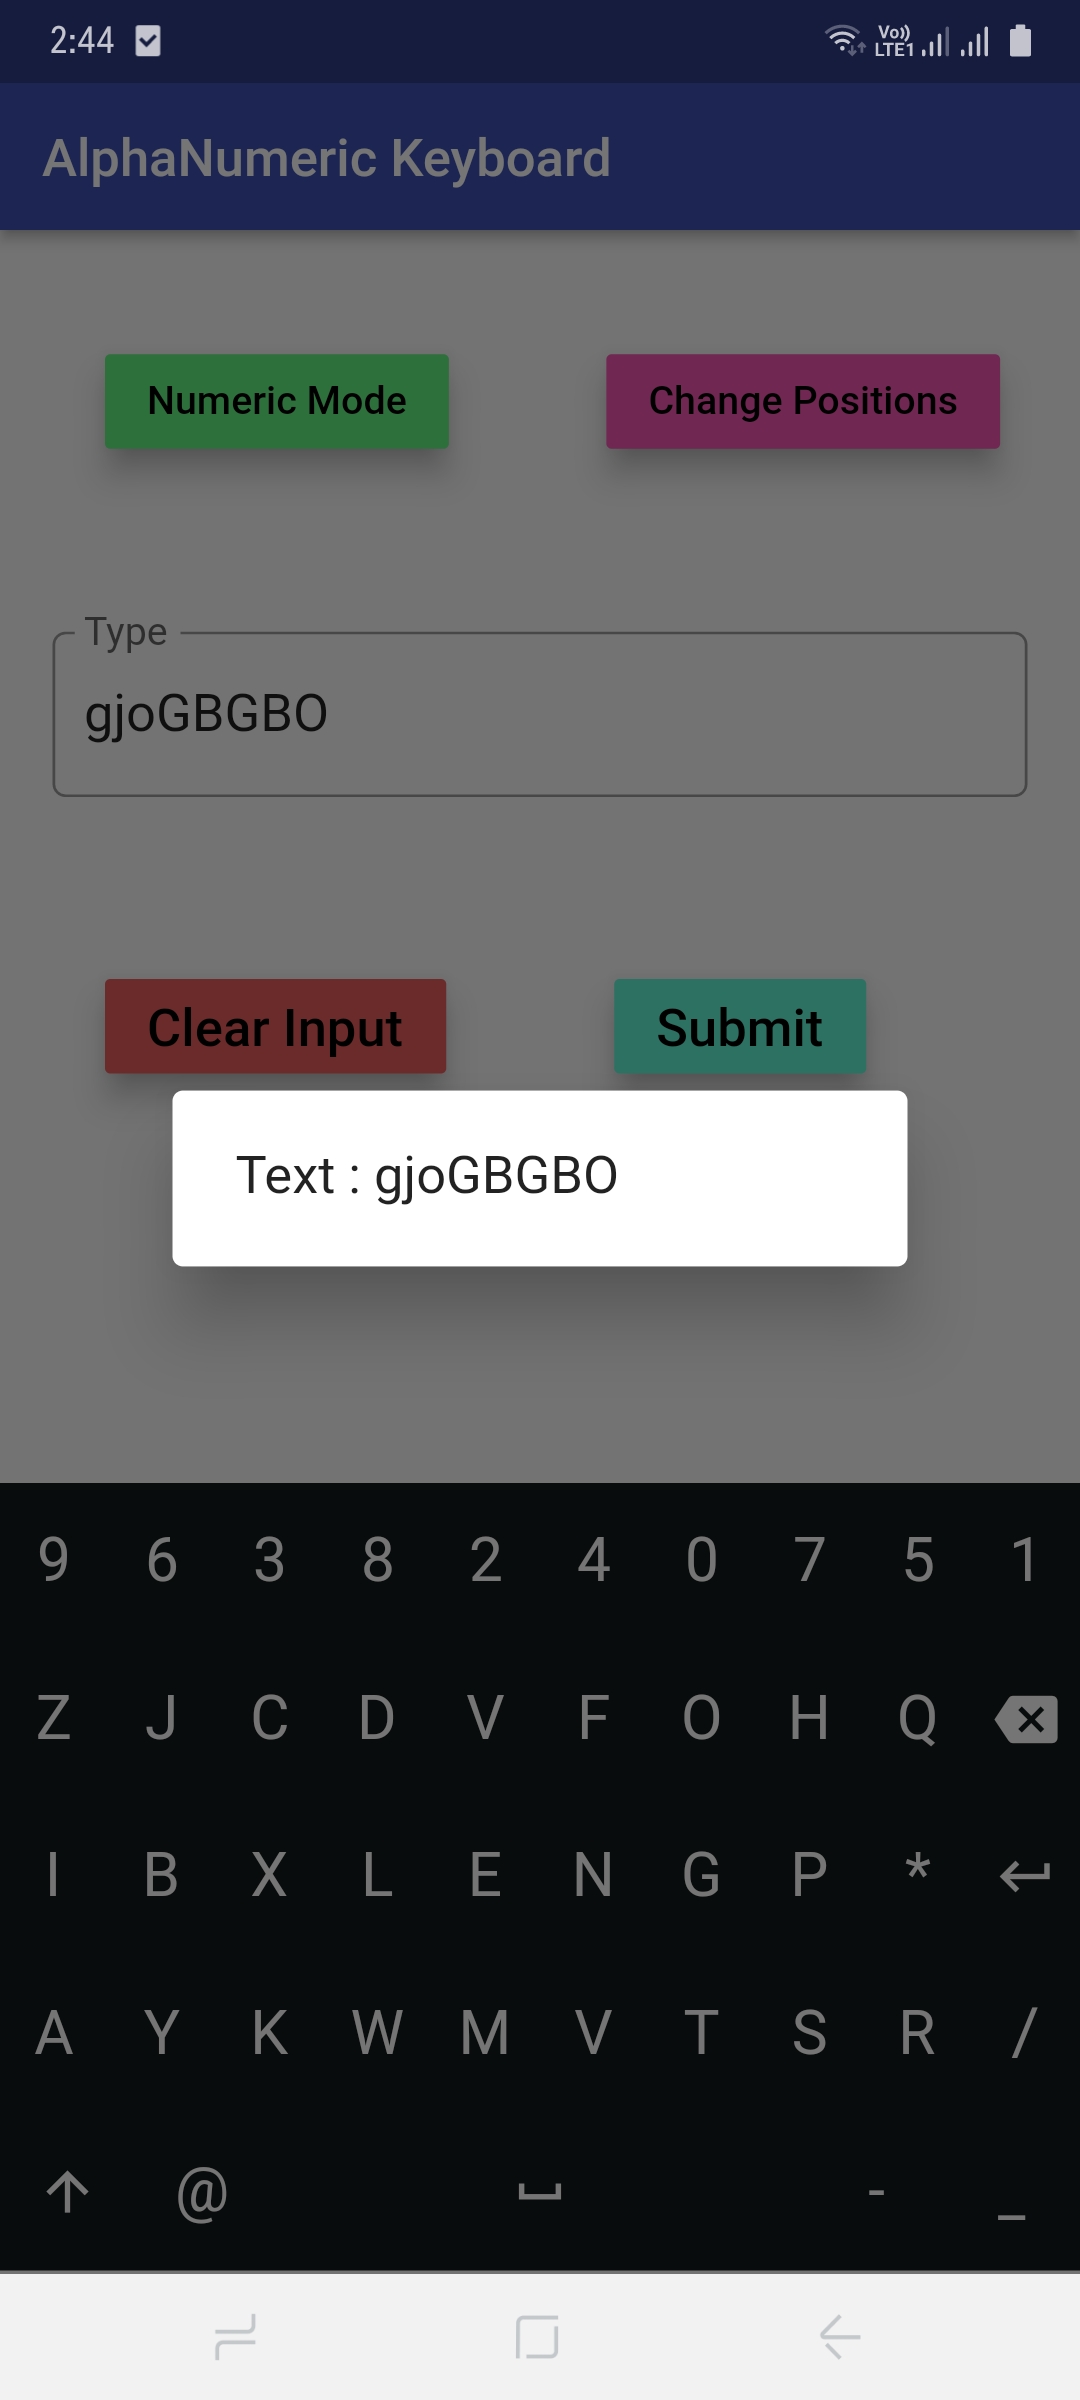 2:44 Vo)) LTE1
AlphaNumeric Keyboard
Numeric Mode Change Positions
Type
gjoGBGBO
Clear Input Submit
Text : gjoGBGBO
9 6 3 8 2 4 0 7 5 1
Z J C D V F O H Q
I B X L E N G P *
A Y K W M V T S R /
@ - _